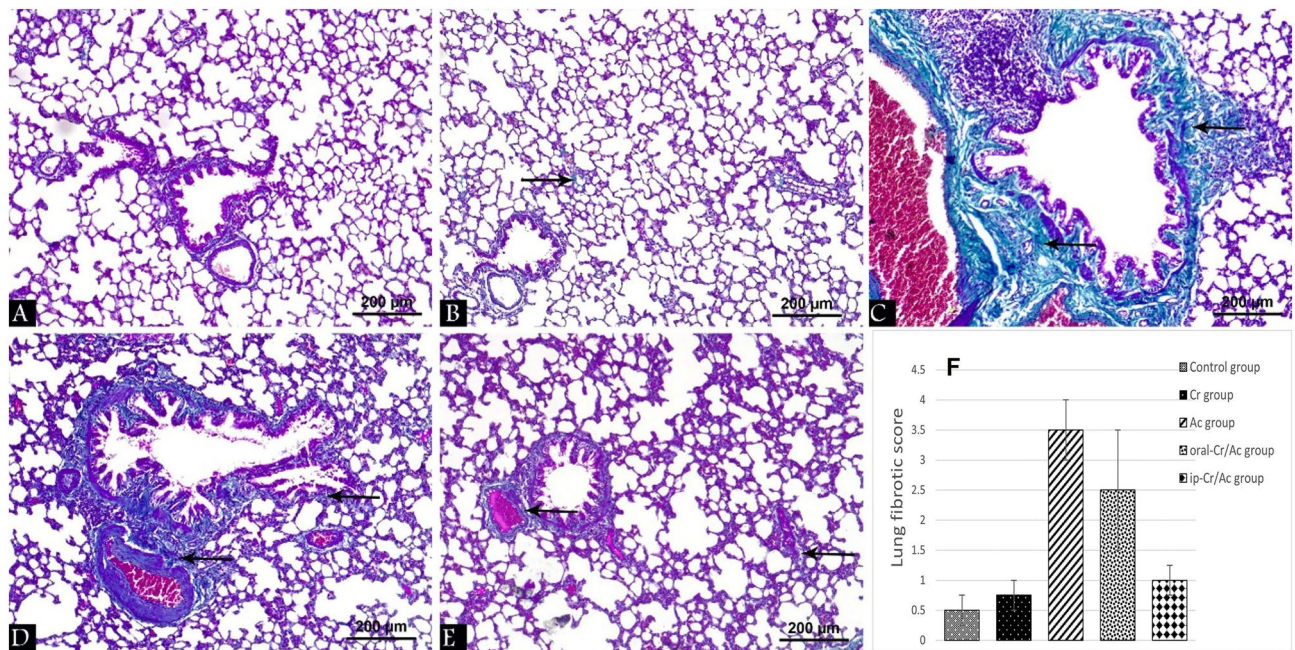 A
200 µm
B
200 µm
C
200 µm
D
200 µm
E
200 µm
F
Lung fibrotic score
4.5
4
3.5
3
2.5
2
1.5
1
0.5
0
Control group
Cr group
Ac group
oral-Cr/Ac group
ip-Cr/Ac group